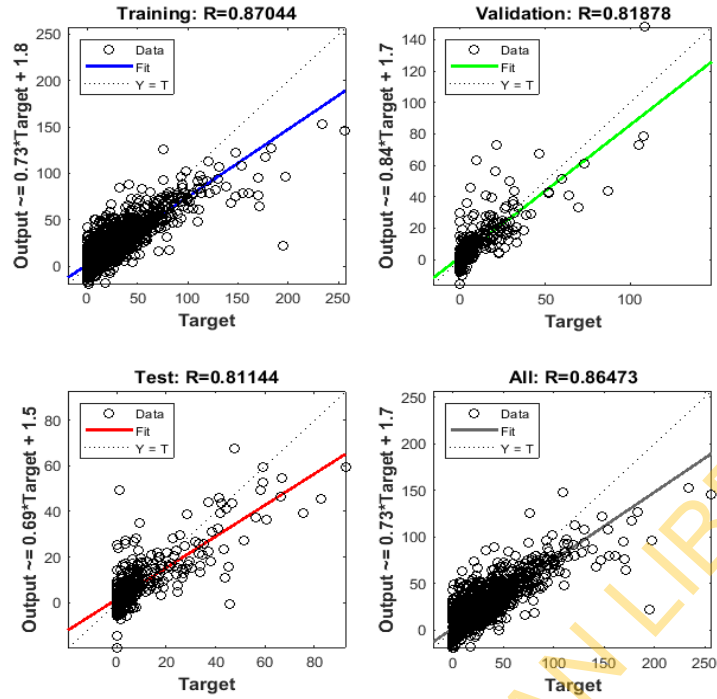 Training: R=0.87044
Output ~= 0.73*Target + 1.8
250
200
150
100
50
0
Data
Fit
Y = T
0 50 100 150 200 250
Target
Validation: R=0.81878
Output ~= 0.84*Target + 1.7
140
120
100
80
60
40
20
0
Data
Fit
Y = T
0 50 100
Target
Test: R=0.81144
Output ~= 0.69*Target + 1.5
80
60
40
20
0
Data
Fit
Y = T
0 20 40 60 80
Target
All: R=0.86473
Output ~= 0.73*Target + 1.7
250
200
150
100
50
0
Data
Fit
Y = T
0 50 100 150 200 250
Target
AN LIB